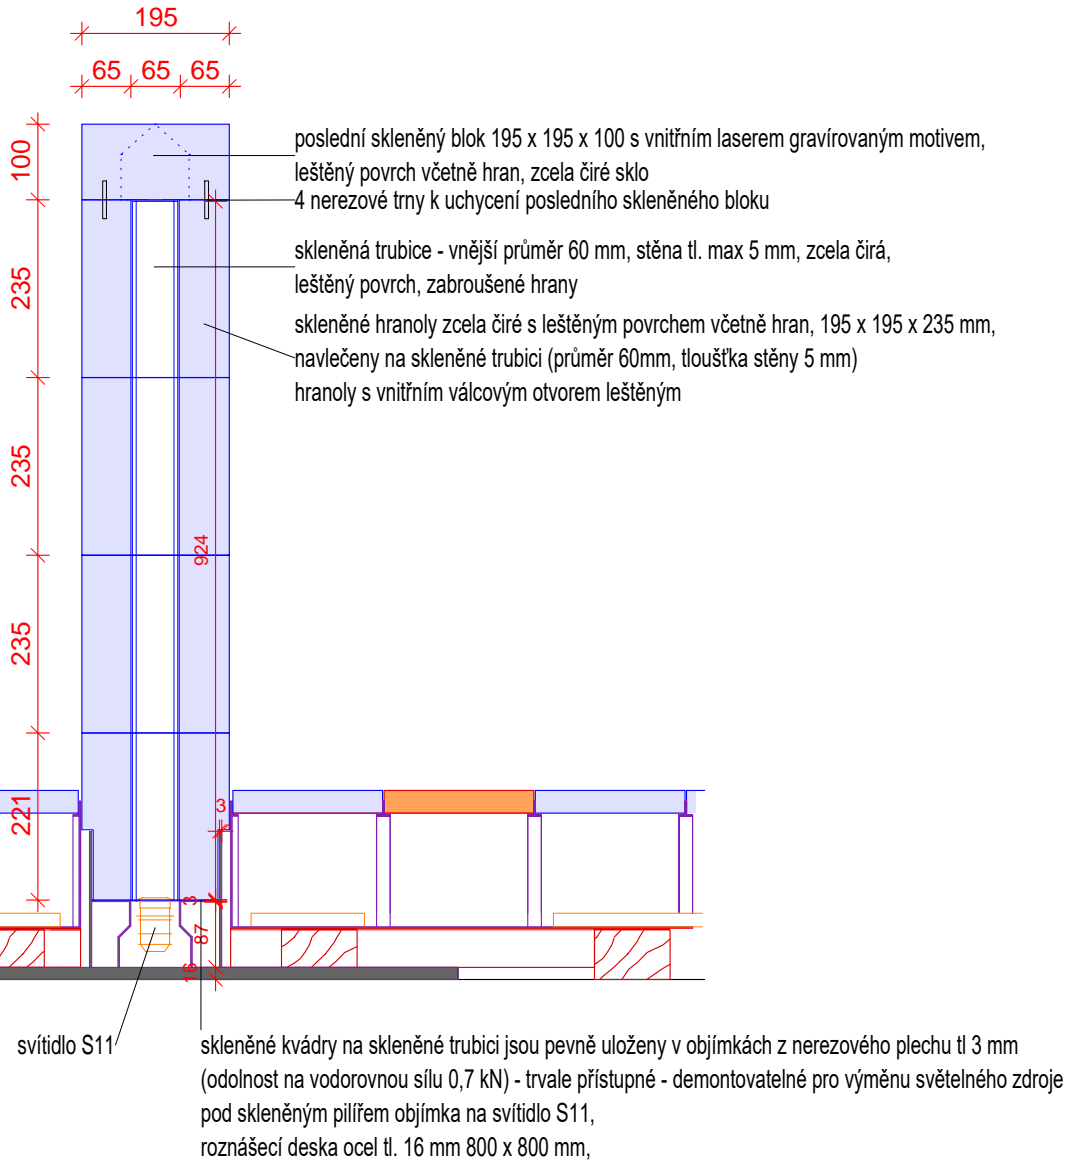 195
65 65 65
100
poslední skleněný blok 195 x 195 x 100 s vnitřním laserem gravírovaným motivem,
leštěný povrch včetně hran, zcela čiré sklo
4 nerezové trny k uchycení posledního skleněného bloku
235
skleněná trubice - vnější průměr 60 mm, stěna tl. max 5 mm, zcela čirá,
leštěný povrch, zabroušené hrany
skleněné hranoly zcela čiré s leštěným povrchem včetně hran, 195 x 195 x 235 mm,
navlečeny na skleněné trubici (průměr 60mm, tloušťka stěny 5 mm)
hranoly s vnitřním válcovým otvorem leštěným
235
924
235
221
3
3
87
16
svítidlo S11
skleněné kvádry na skleněné trubici jsou pevně uloženy v objímkách z nerezového plechu tl 3 mm
(odolnost na vodorovnou sílu 0,7 kN) - trvale přístupné - demontovatelné pro výměnu světelného zdroje
pod skleněným pilířem objímka na svítidlo S11,
roznášecí deska ocel tl. 16 mm 800 x 800 mm,